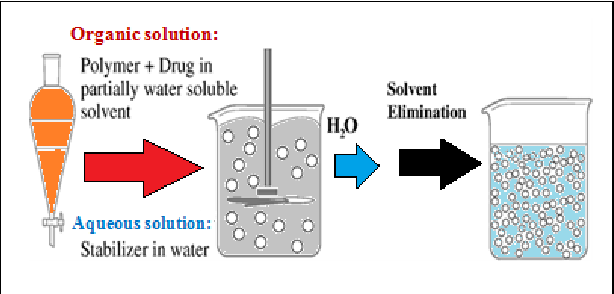 Organic solution:
Polymer + Drug in
partially water soluble
solvent
Aqueous solution:
Stabilizer in water
H₂O
Solvent
Elimination